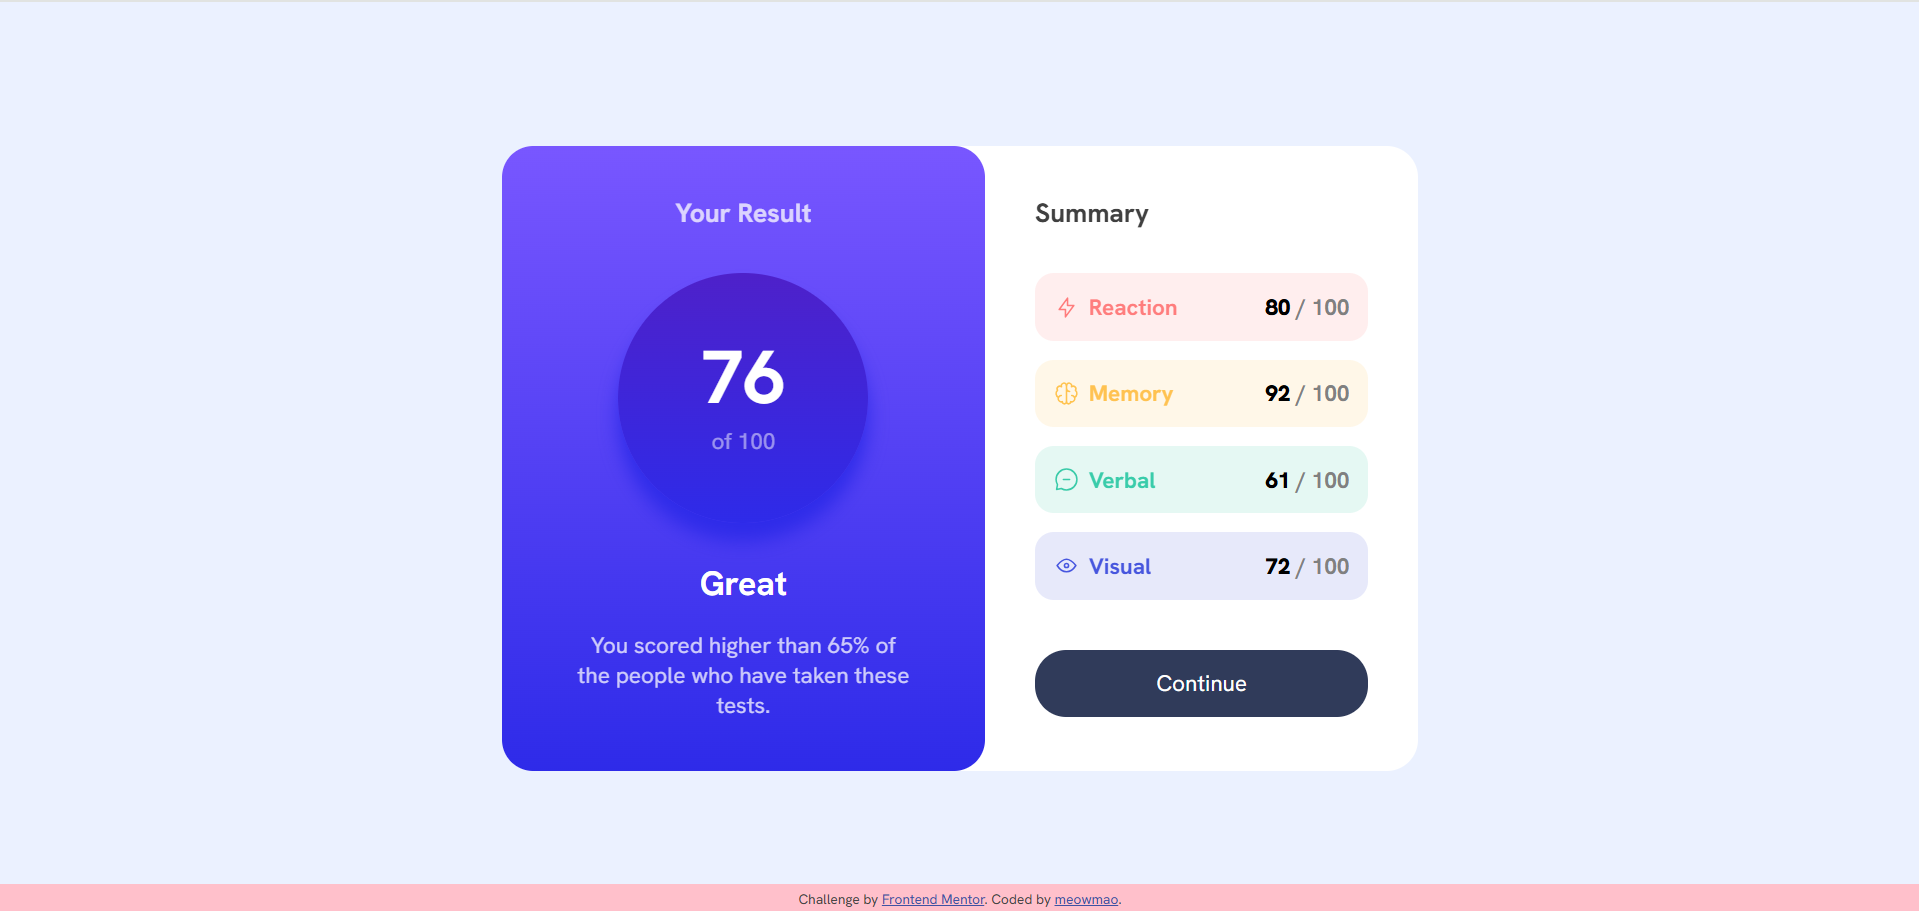 Your Result
76
of 100
Great
You scored higher than 65% of
the people who have taken these
tests.
Summary
Reaction 80 / 100
Memory 92 / 100
Verbal 61 / 100
Visual 72 / 100
Continue
Challenge by Frontend Mentor. Coded by meowmao.